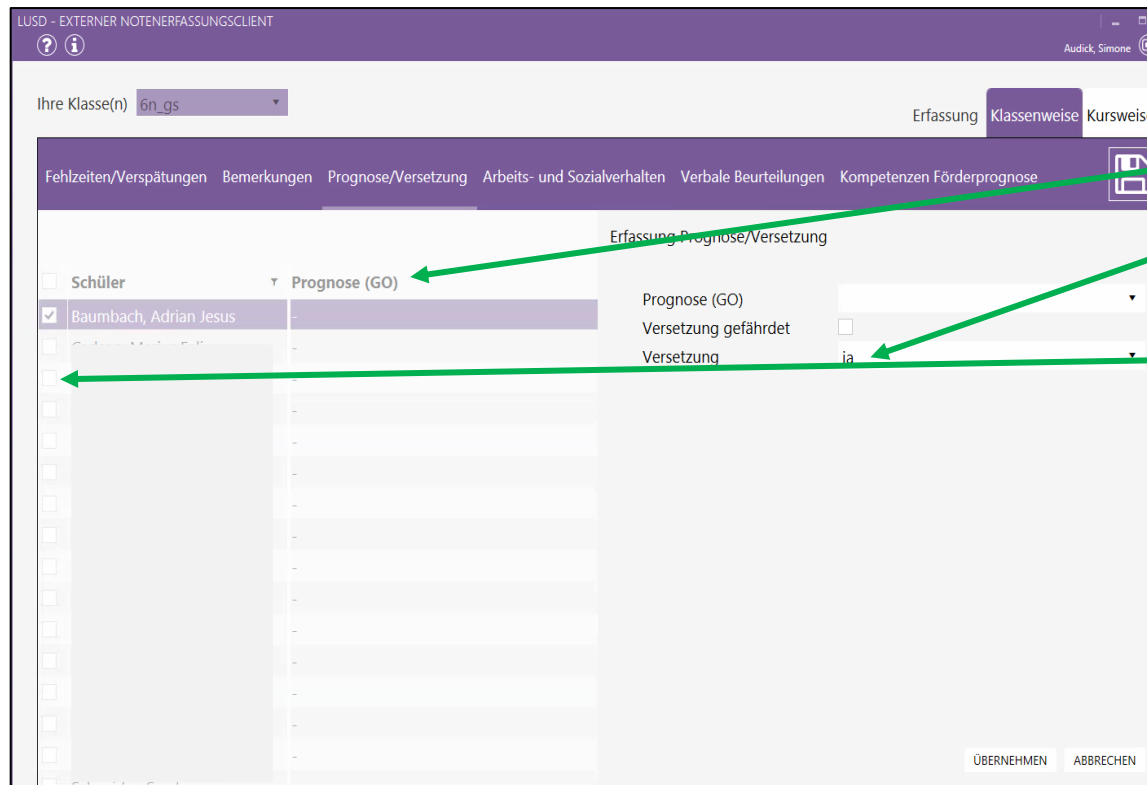 LUSD - EXTERNER NOTENERFASSUNGSCLIENT
Audick, Simone
Ihre Klasse(n) 6n_gs
Erfassung Klassenweise Kursweise
Fehlzeiten/Verspätungen Bemerkungen Prognose/Versetzung Arbeits- und Sozialverhalten Verbale Beurteilungen Kompetenzen Förderprognose
Erfassung Prognose/Versetzung
Schüler Prognose (GO)
Prognose (GO)
Baumbach, Adrian Jesus -
Versetzung gefährdet
-
Versetzung ja
-
-
-
-
-
-
-
-
-
-
-
-
-
ÜBERNEHMEN ABBRECHEN